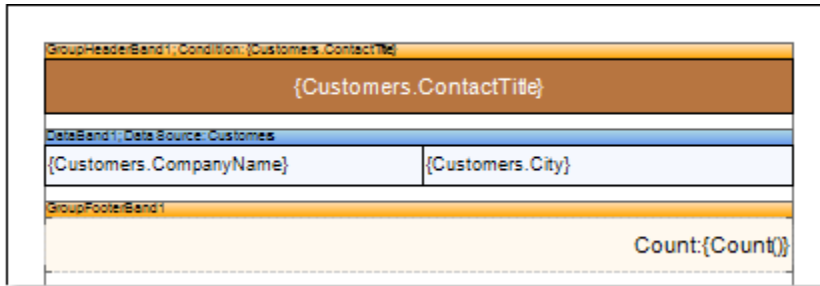 GroupHeaderBand1; Condition: {Customers.ContactTitle}
{Customers.ContactTitle}
DataBand1; Data Source: Customers
{Customers.CompanyName} {Customers.City}
GroupFooterBand1
Count:{Count()}